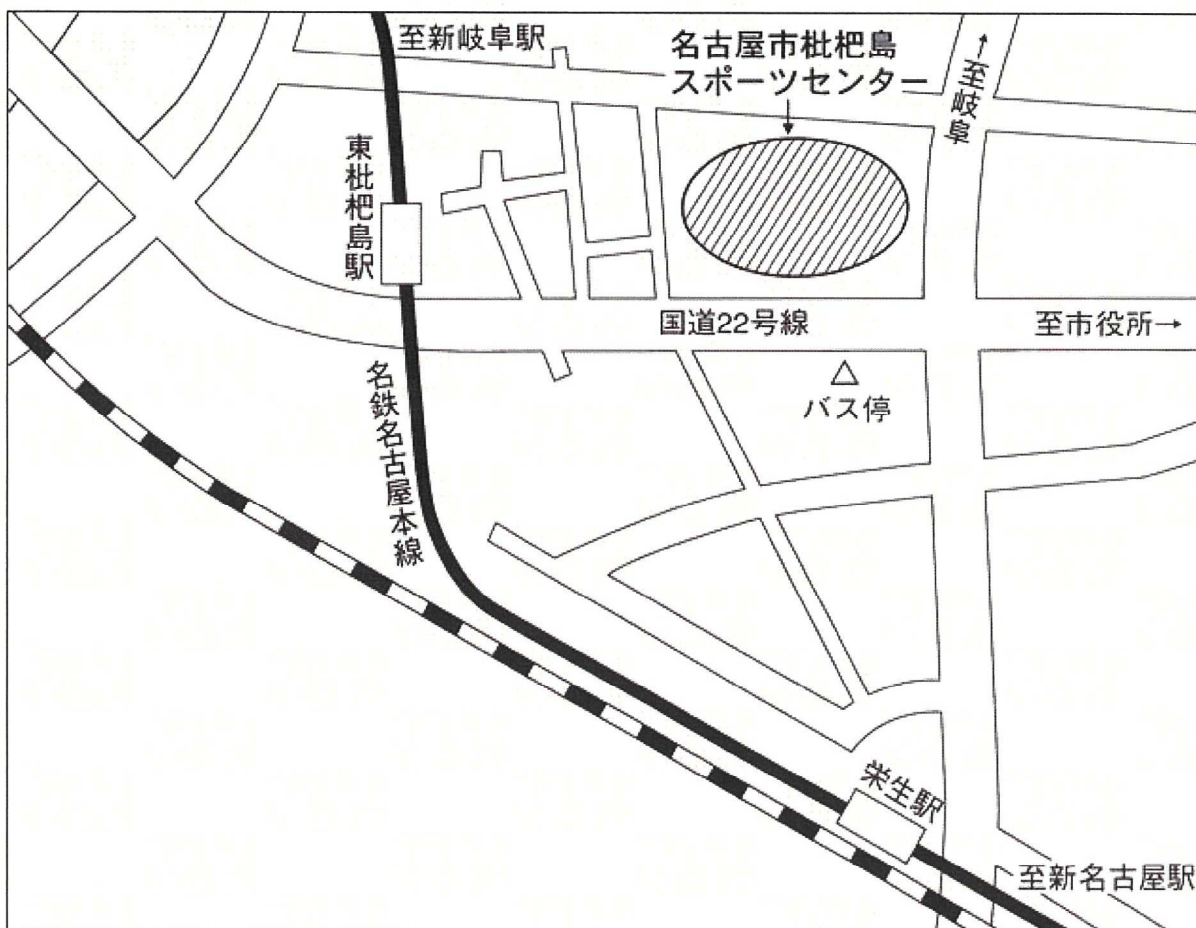 至新岐阜駅
名古屋市枇杷島
スポーツセンター
↑至岐阜
東枇杷島駅
国道22号線
至市役所→
バス停
名鉄名古屋本線
栄生駅
至新名古屋駅